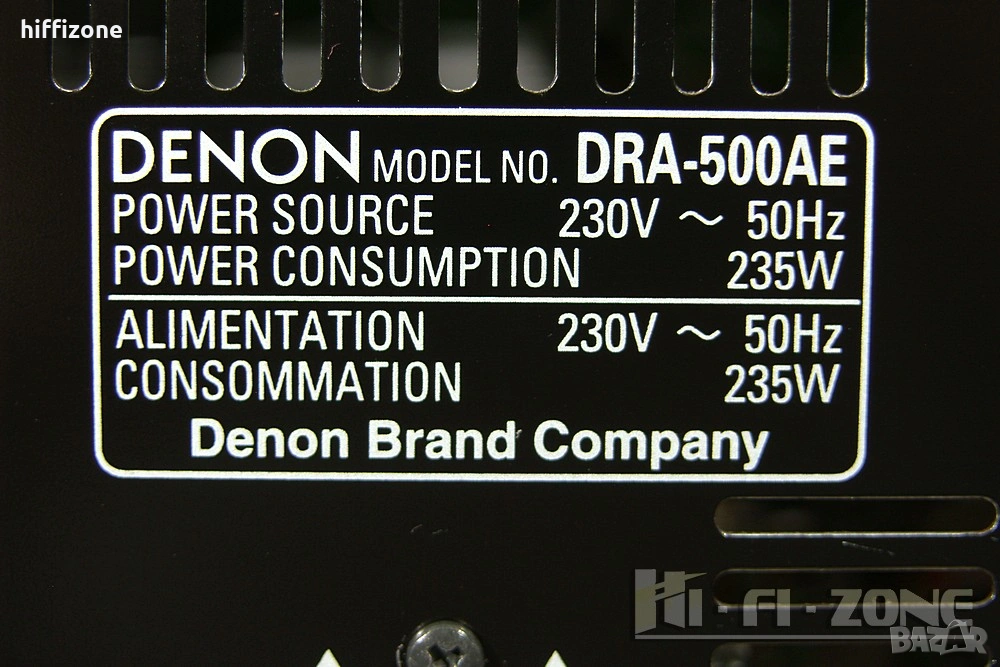 hiffizone
DENON MODEL NO. DRA-500AE
POWER SOURCE 230V ~ 50Hz
POWER CONSUMPTION 235W
ALIMENTATION 230V ~ 50Hz
CONSOMMATION 235W
Denon Brand Company
HI-FI-ZONE
BAZAR